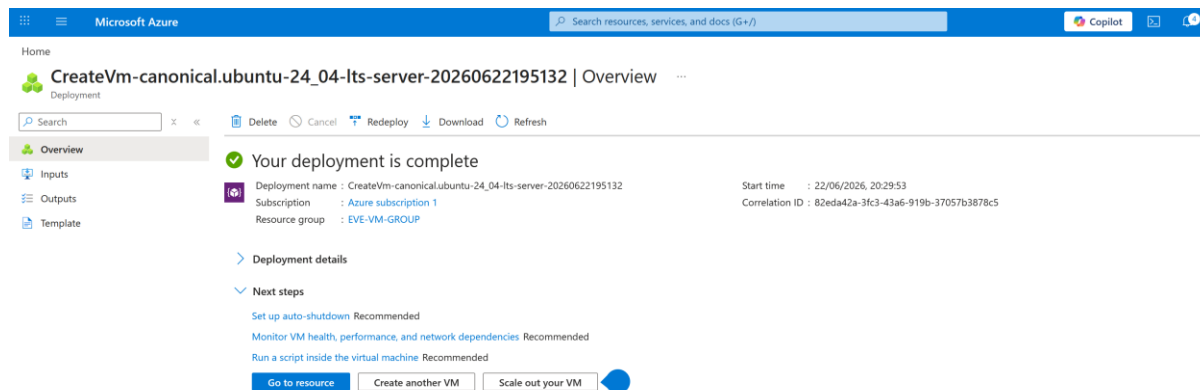 Microsoft Azure
Search resources, services, and docs (G+/)
Copilot
4
Home
CreateVm-canonical.ubuntu-24_04-lts-server-20260622195132 | Overview ...
Deployment
Search
Delete Cancel Redeploy Download Refresh
Overview
Inputs
Outputs
Template
Your deployment is complete
Deployment name : CreateVm-canonical.ubuntu-24_04-lts-server-20260622195132
Subscription : Azure subscription 1
Resource group : EVE-VM-GROUP
Start time : 22/06/2026, 20:29:53
Correlation ID : 82eda42a-3fc3-43a6-919b-37057b3878c5
Deployment details
Next steps
Set up auto-shutdown Recommended
Monitor VM health, performance, and network dependencies Recommended
Run a script inside the virtual machine Recommended
Go to resource
Create another VM
Scale out your VM